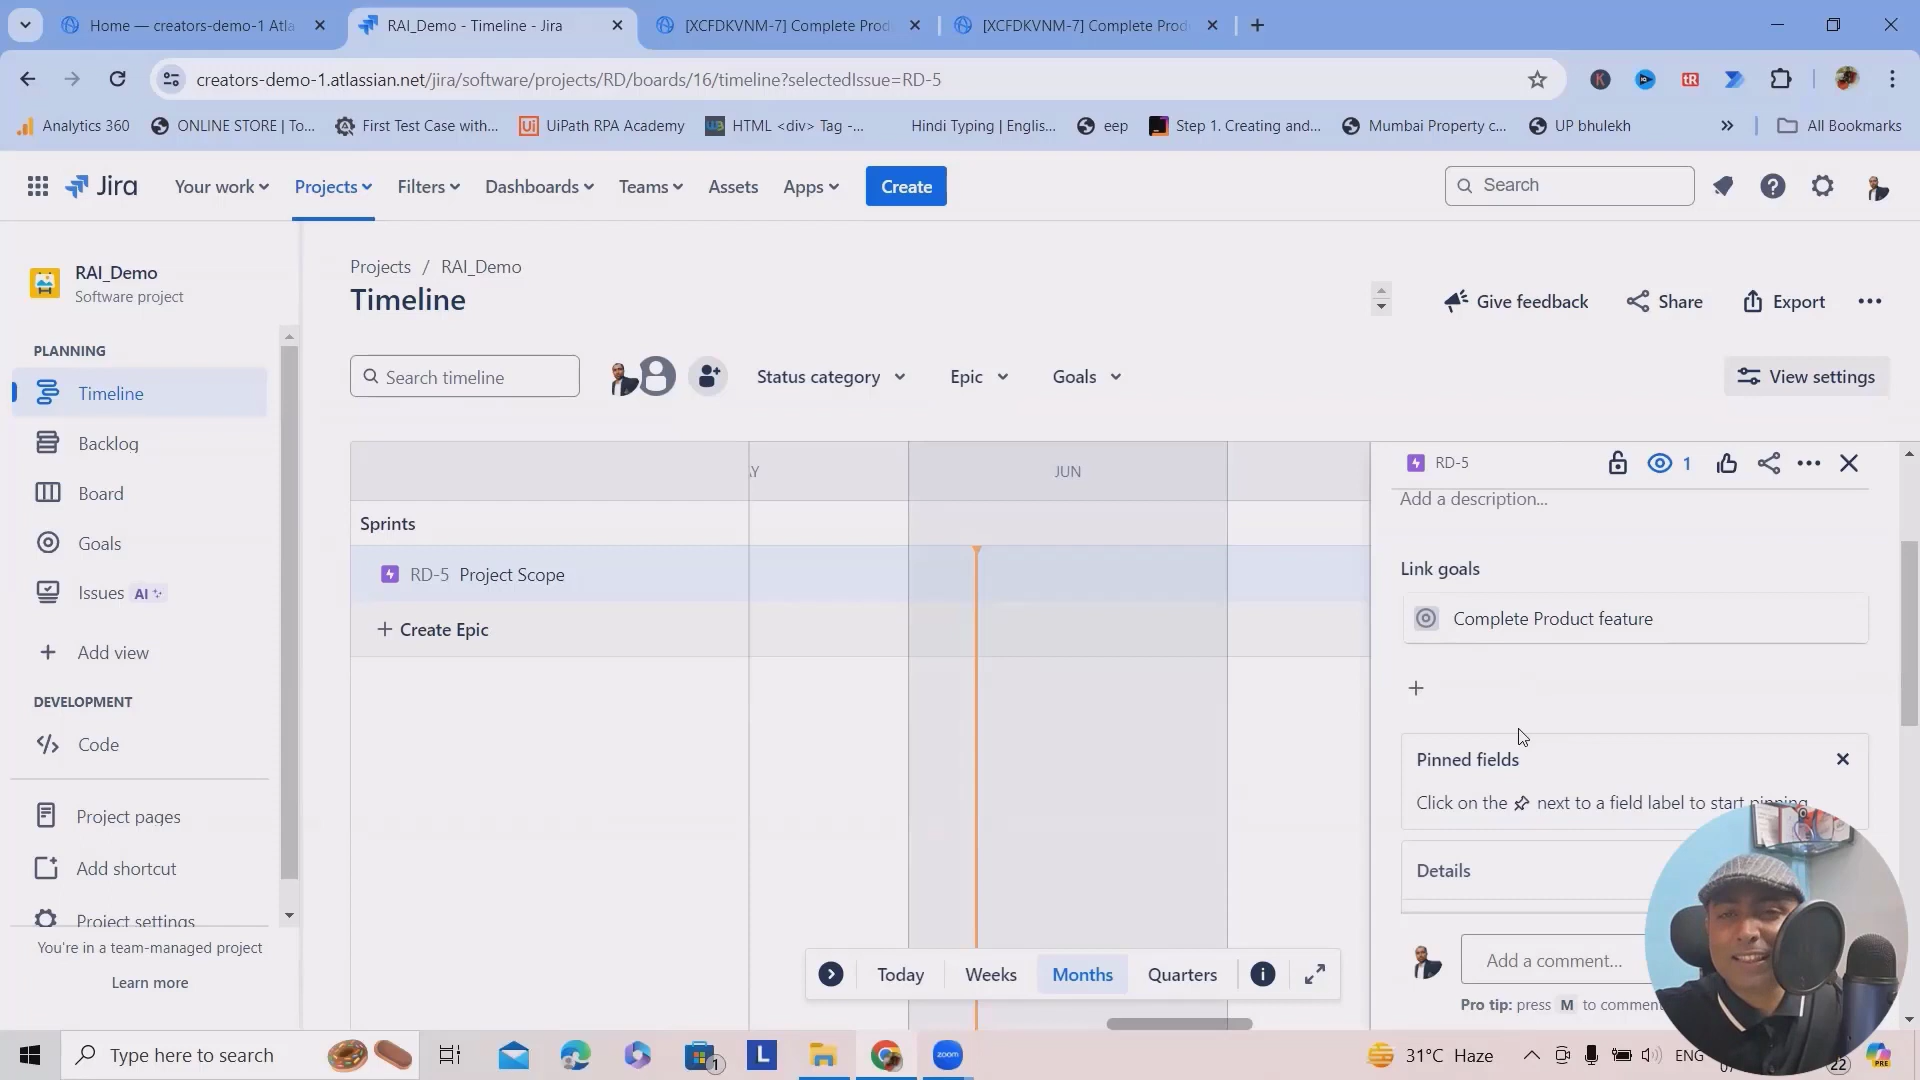 Home — creators-demo-1 Atla
RAI_Demo - Timeline - Jira
[XCFDKVNM-7] Complete Prod
[XCFDKVNM-7] Complete Prod
creators-demo-1.atlassian.net/jira/software/projects/RD/boards/16/timeline?selectedIssue=RD-5
Analytics 360
ONLINE STORE | To...
First Test Case with...
UiPath RPA Academy
HTML <div> Tag -...
Hindi Typing | Englis...
eep
Step 1. Creating and...
Mumbai Property c...
UP bhulekh
All Bookmarks
Jira
Your work
Projects
Filters
Dashboards
Teams
Assets
Apps
Create
Search
RAI_Demo
Software project
PLANNING
Timeline
Backlog
Board
Goals
Issues AI
Add view
DEVELOPMENT
Code
Project pages
Add shortcut
Project settings
You're in a team-managed project
Learn more
Projects / RAI_Demo
Timeline
Give feedback
Share
Export
Search timeline
Status category
Epic
Goals
View settings
JUN
Sprints
RD-5 Project Scope
+ Create Epic
Today
Weeks
Months
Quarters
RD-5
1
Add a description...
Link goals
Complete Product feature
Pinned fields
Click on the next to a field label to start pinning.
Details
Add a comment...
Pro tip: press M to comment
Type here to search
zoom
1
31°C Haze
ENG
22